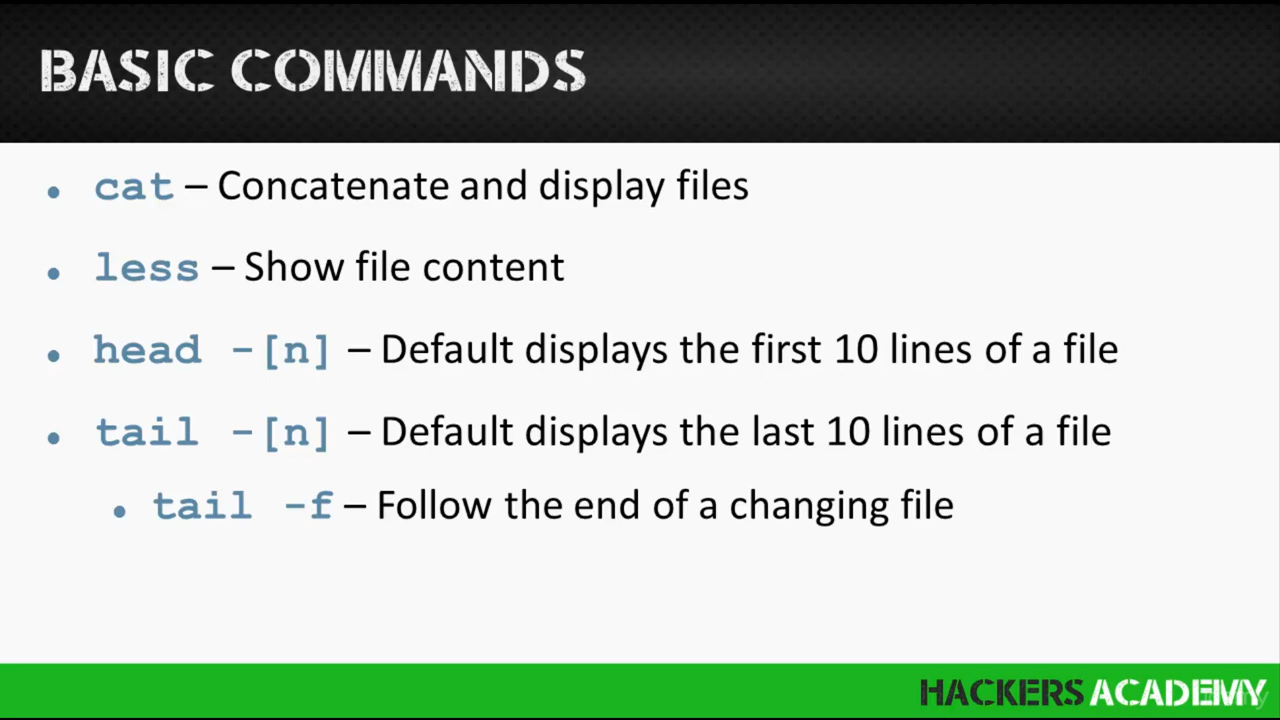 BASIC COMMANDS
• cat – Concatenate and display files
• less – Show file content
• head -[n] – Default displays the first 10 lines of a file
• tail -[n] – Default displays the last 10 lines of a file
• tail -f – Follow the end of a changing file
HACKERS ACADEMY